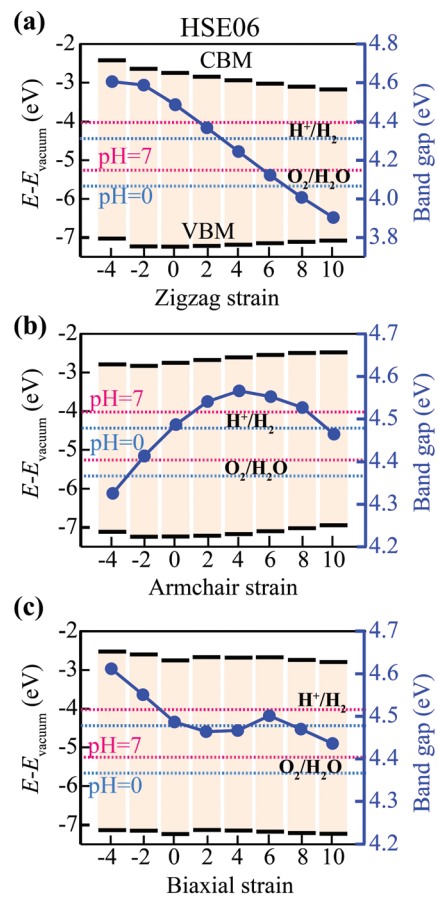 (a)
HSE06
-2
-3
-4
-5
-6
-7
E-Evacuum (eV)
CBM
H+/H2
pH=7
O2/H2O
pH=0
VBM
4.8
4.6
4.4
4.2
4.0
3.8
Band gap (eV)
-4 -2 0 2 4 6 8 10
Zigzag strain
(b)
-2
-3
-4
-5
-6
-7
E-Evacuum (eV)
pH=7
H+/H2
pH=0
O2/H2O
4.7
4.6
4.5
4.4
4.3
4.2
Band gap (eV)
-4 -2 0 2 4 6 8 10
Armchair strain
(c)
-2
-3
-4
-5
-6
-7
E-Evacuum (eV)
H+/H2
pH=7
O2/H2O
pH=0
4.7
4.6
4.5
4.4
4.3
4.2
Band gap (eV)
-4 -2 0 2 4 6 8 10
Biaxial strain